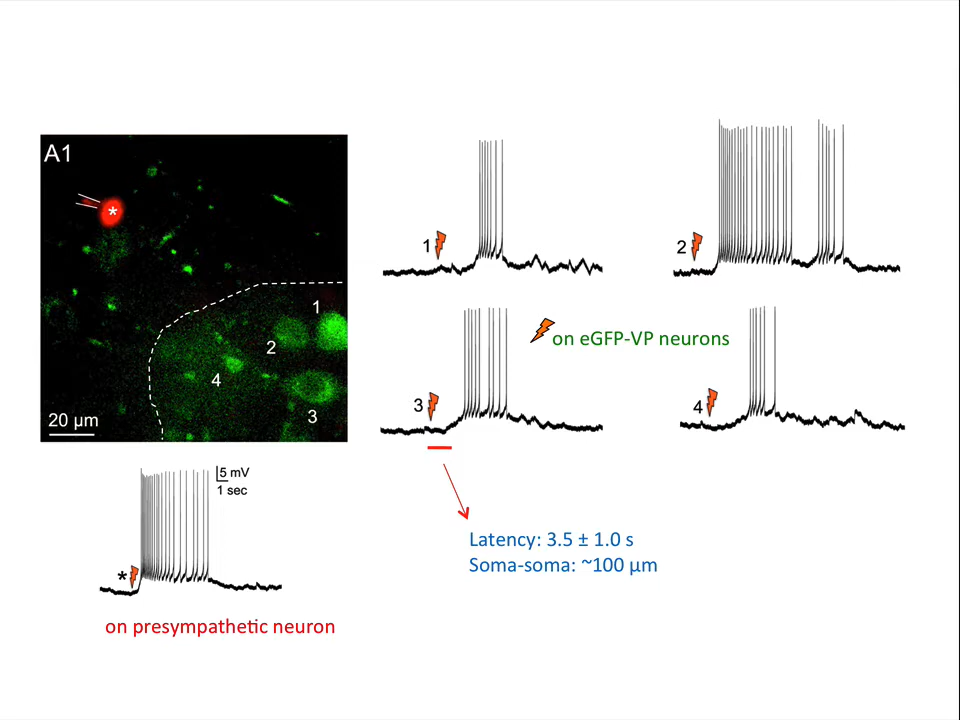 A1
*
1
2
4
3
20 µm
1
2
on eGFP-VP neurons
3
4
5 mV
1 sec
*
Latency: 3.5 ± 1.0 s
Soma-soma: ~100 µm
on presympathetic neuron